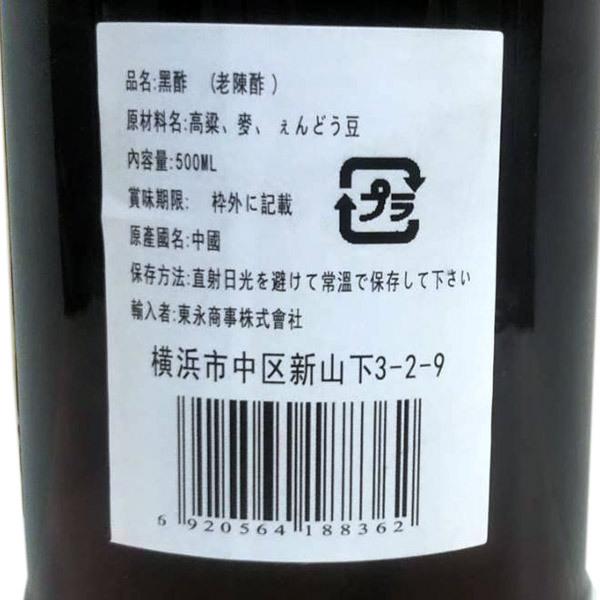 品名:黑酢 (老陳酢)
原材料名:高粱、麥、ぇんどう豆
内容量:500ML
賞味期限: 枠外に記載
原產國名:中國
保存方法:直射日光を避けて常溫で保存して下さい
輸入者:東永商事株式會社
横浜市中区新山下3-2-9
プラ
6 920564 188362